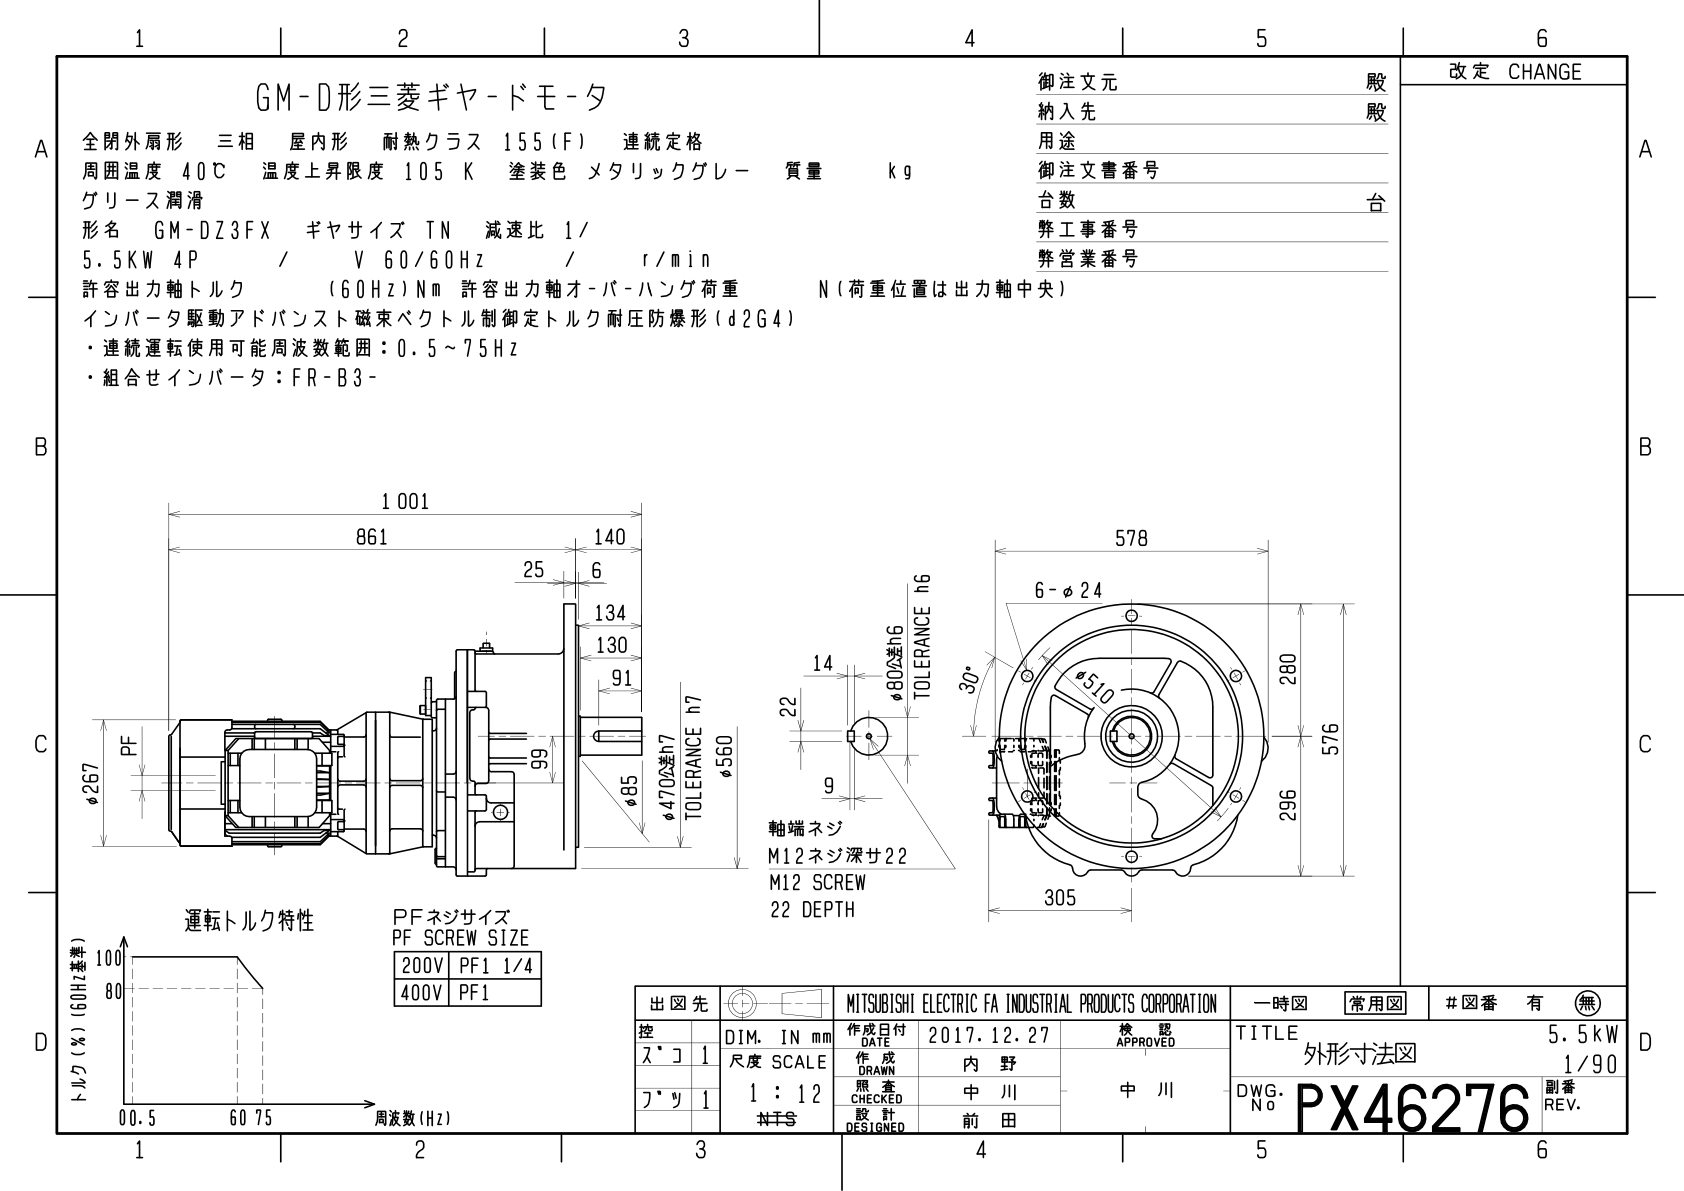 1 2 3 4 5 6
改定 CHANGE
A A
B B
C C
D D
GM-D形三菱ギヤ-ドモ-タ
全閉外扇形 三相 屋内形 耐熱クラス 155(F) 連続定格
周囲温度 40℃ 温度上昇限度 105 K 塗装色 メタリックグレー 質量 kg
グリース潤滑
形名 GM-DZ3FX ギヤサイズ TN 減速比 1/
5.5KW 4P / V 60/60Hz / r/min
許容出力軸トルク (60Hz)Nm 許容出力軸オ-バ-ハング荷重 N(荷重位置は出力軸中央)
インバータ駆動アドバンスト磁束ベクトル制御定トルク耐圧防爆形(d2G4)
・連続運転使用可能周波数範囲：0.5~75Hz
・組合せインバータ：FR-B3-
御注文元 殿
納入先 殿
用途
御注文書番号
台数 台
弊工事番号
弊営業番号
1 001
861 140
25 6
134
130
91
φ267
PF
99
φ85
φ470公差h7
TOLERANCE h7
φ560
14
22
9
φ80公差h6
TOLERANCE h6
軸端ネジ
M12ネジ深サ22
M12 SCREW
22 DEPTH
578
6-φ24
30°
φ510
280
576
296
305
運転トルク特性
トルク(%)(60Hz基準)
100
80
0 0.5 60 75 周波数(Hz)
PFネジサイズ
PF SCREW SIZE
200V PF1 1/4
400V PF1
出図先 MITSUBISHI ELECTRIC FA INDUSTRIAL PRODUCTS CORPORATION 一時図 常用図 #図番 有 無
控
ズコ 1
ブツ 1
DIM. IN mm
尺度 SCALE
1 : 12
NTS
作成日付 DATE 2017.12.27
作成 DRAWN 内野
照査 CHECKED 中川
設計 DESIGNED 前田
検認 APPROVED
中川
TITLE 5.5kW
外形寸法図 1/90
DWG. No PX46276 副番 REV.
1 2 3 4 5 6